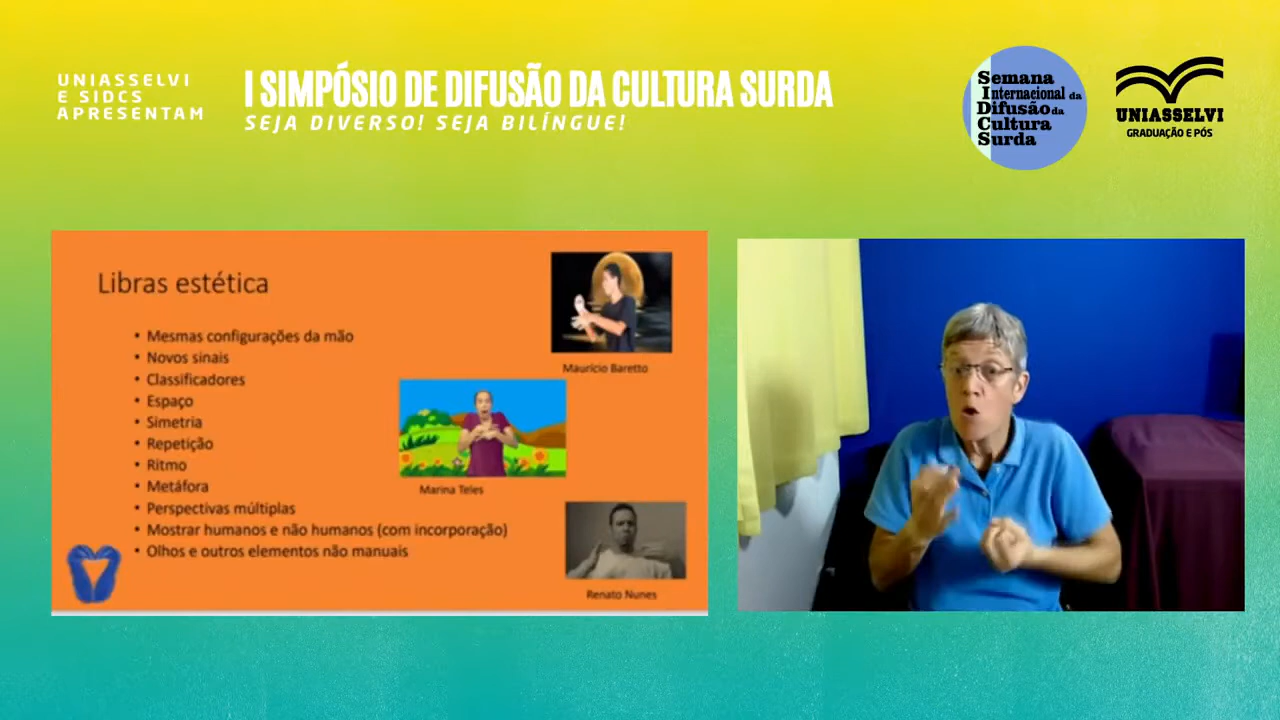 UNIASSELVI
E SIDCS
APRESENTAM
I SIMPÓSIO DE DIFUSÃO DA CULTURA SURDA
SEJA DIVERSO! SEJA BILÍNGUE!
Semana
Internacional da
Difusão da
Cultura
Surda
UNIASSELVI
GRADUAÇÃO E PÓS
Libras estética
• Mesmas configurações da mão
• Novos sinais
• Classificadores
• Espaço
• Simetria
• Repetição
• Ritmo
• Metáfora
• Perspectivas múltiplas
• Mostrar humanos e não humanos (com incorporação)
• Olhos e outros elementos não manuais
Maurício Baretto
Marina Teles
Renato Nunes